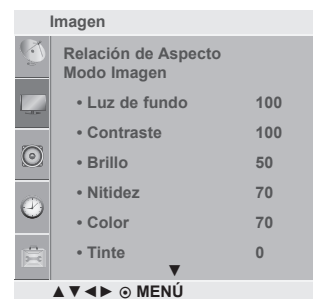 Imagen
Relación de Aspecto
Modo Imagen
• Luz de fundo 100
• Contraste 100
• Brillo 50
• Nitidez 70
• Color 70
• Tinte 0
▼
▲▼◄► ⊙ MENÚ